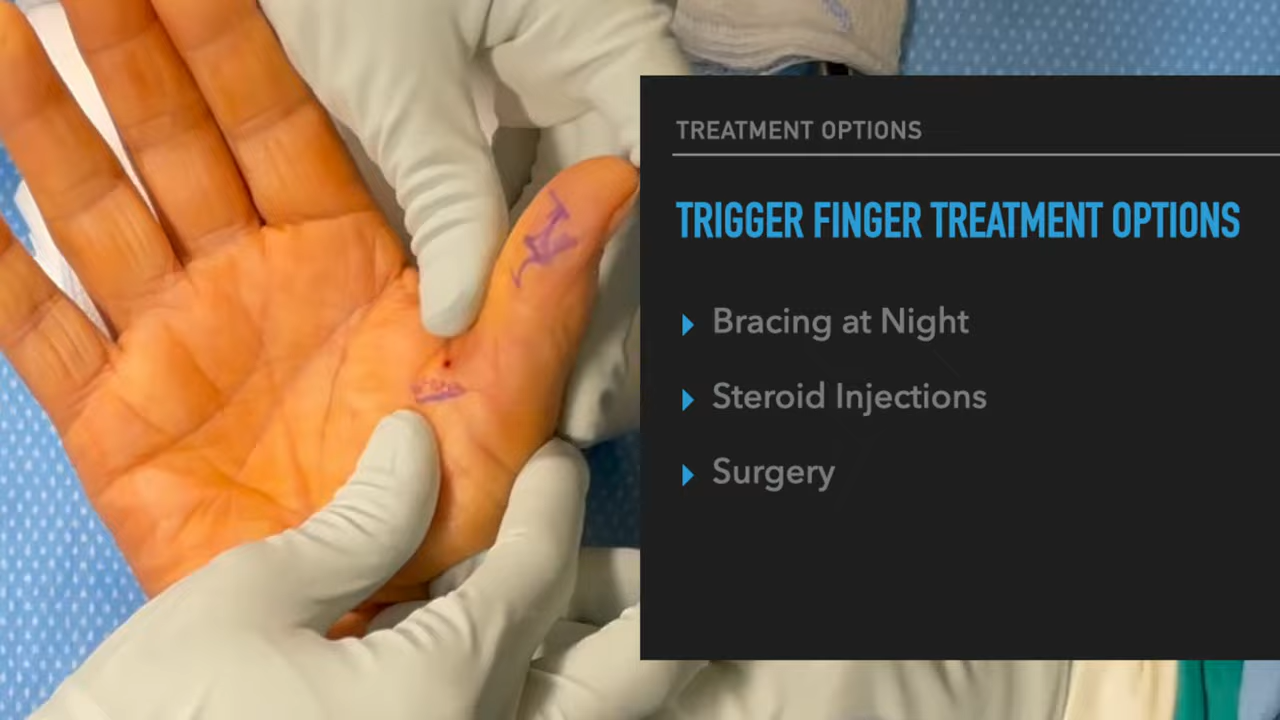 TREATMENT OPTIONS
TRIGGER FINGER TREATMENT OPTIONS
Bracing at Night
Steroid Injections
Surgery